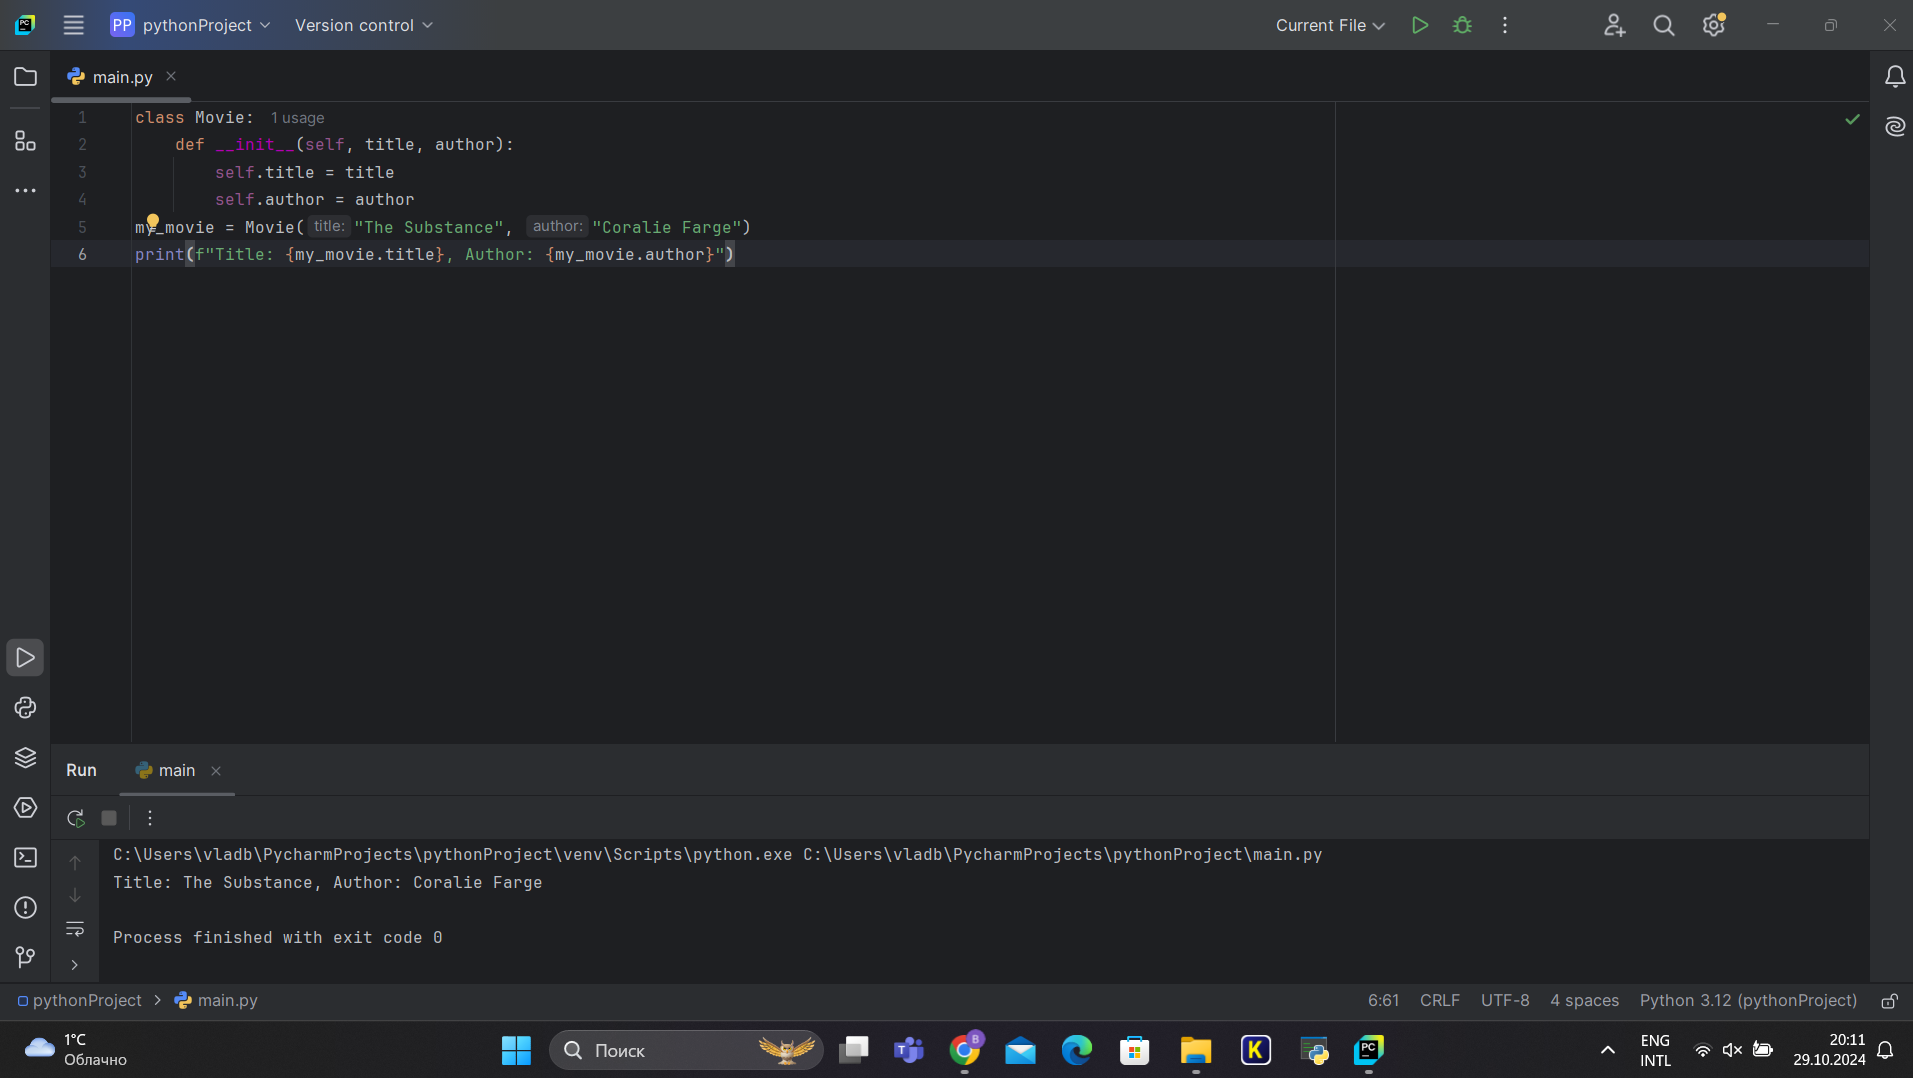 PP pythonProject Version control Current File
main.py
1 class Movie: 1 usage
2 def __init__(self, title, author):
3 self.title = title
4 self.author = author
5 my_movie = Movie( title: "The Substance", author: "Coralie Farge")
6 print(f"Title: {my_movie.title}, Author: {my_movie.author}")
Run main
C:\Users\vladb\PycharmProjects\pythonProject\venv\Scripts\python.exe C:\Users\vladb\PycharmProjects\pythonProject\main.py
Title: The Substance, Author: Coralie Farge
Process finished with exit code 0
pythonProject > main.py 6:61 CRLF UTF-8 4 spaces Python 3.12 (pythonProject)
1°C
Облачно
Поиск
ENG
INTL
20:11
29.10.2024